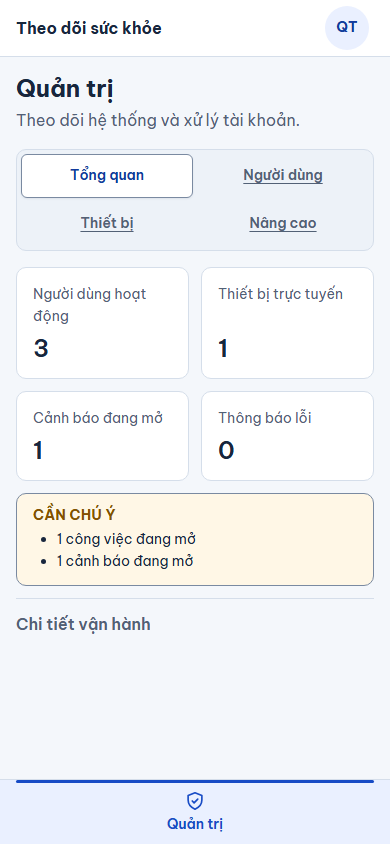 Theo dõi sức khỏe
QT
Quản trị
Theo dõi hệ thống và xử lý tài khoản.
Tổng quan
Người dùng
Thiết bị
Nâng cao
Người dùng hoạt
động
3
Thiết bị trực tuyến
1
Cảnh báo đang mở
1
Thông báo lỗi
0
CẦN CHÚ Ý
1 công việc đang mở
1 cảnh báo đang mở
Chi tiết vận hành
Quản trị